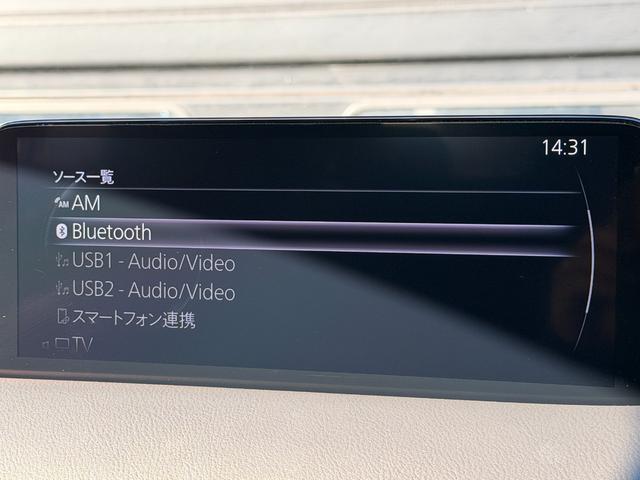 14:31
ソース一覧
AM AM
Bluetooth
USB1 - Audio/Video
USB2 - Audio/Video
スマートフォン連携
TV